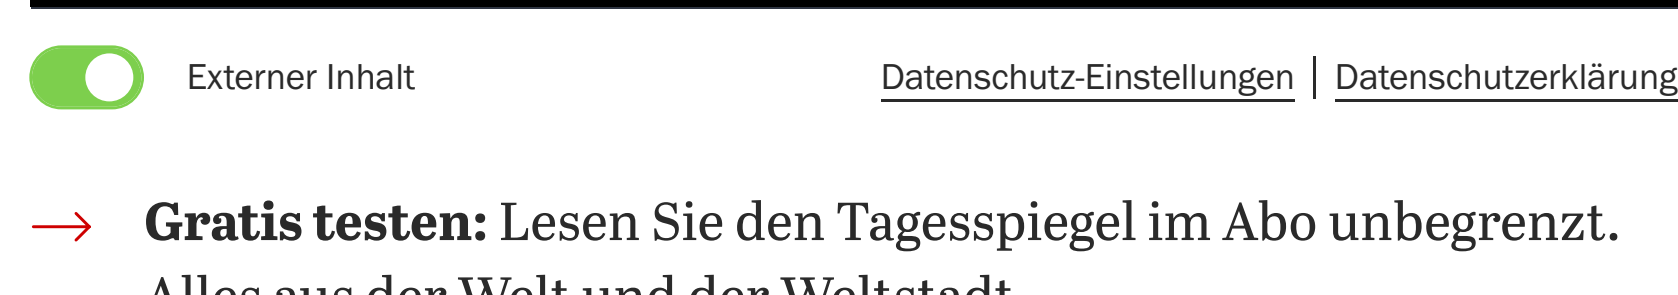 Externer Inhalt
Datenschutz-Einstellungen | Datenschutzerklärung
Gratis testen: Lesen Sie den Tagesspiegel im Abo unbegrenzt.
Alles aus der Welt und der Weltstadt